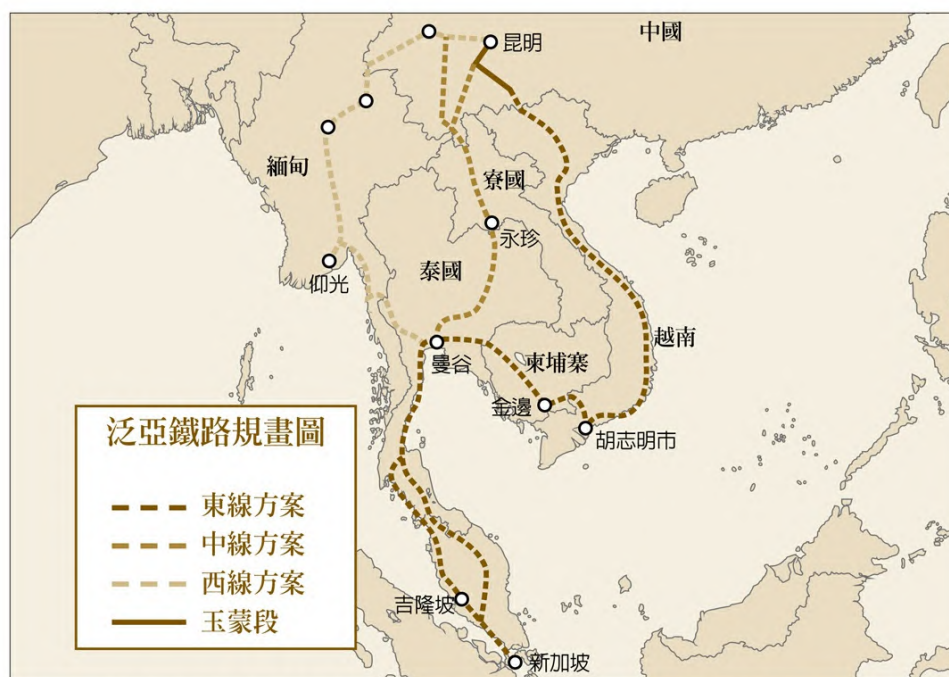 中國
昆明
緬甸
寮國
永珍
泰國
仰光
越南
曼谷
柬埔寨
金邊
胡志明市
泛亞鐵路規畫圖
東線方案
中線方案
西線方案
玉蒙段
吉隆坡
新加坡